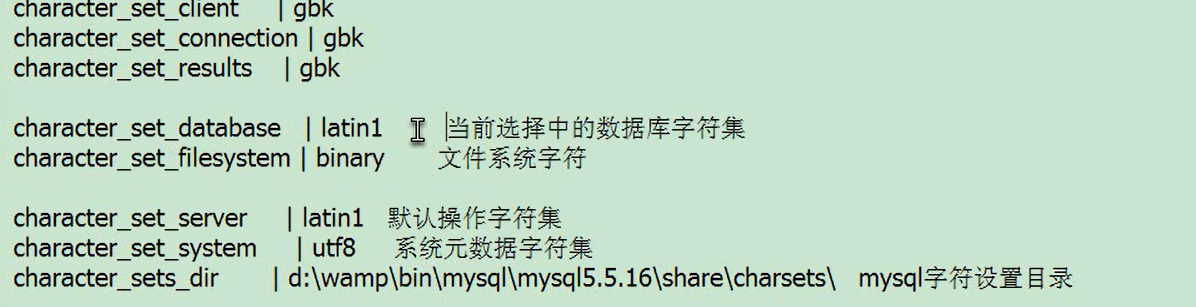 character_set_client | gbk
character_set_connection | gbk
character_set_results | gbk
character_set_database | latin1 当前选择中的数据库字符集
character_set_filesystem | binary 文件系统字符
character_set_server | latin1 默认操作字符集
character_set_system | utf8 系统元数据字符集
character_sets_dir | d:\wamp\bin\mysql\mysql5.5.16\share\charsets\ mysql字符设置目录